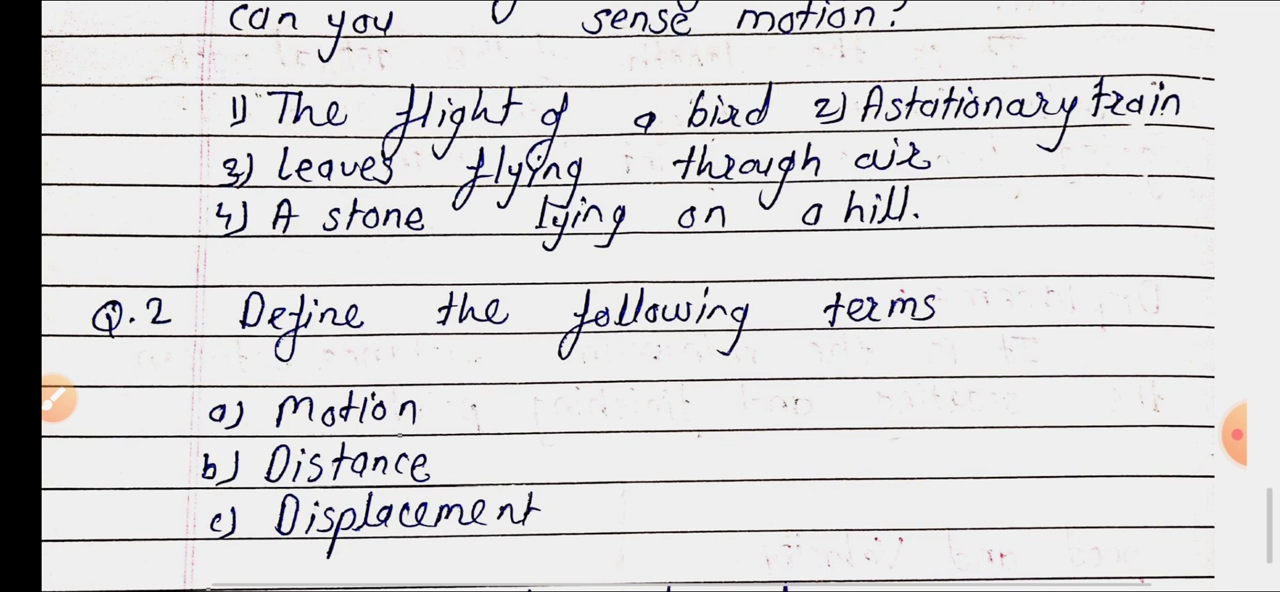 can you sense motion?
1) The flight of a bird 2) A stationary train
3) leaves flying through air
4) A stone lying on a hill.
Q.2 Define the following terms
a) Motion
b) Distance
c) Displacement